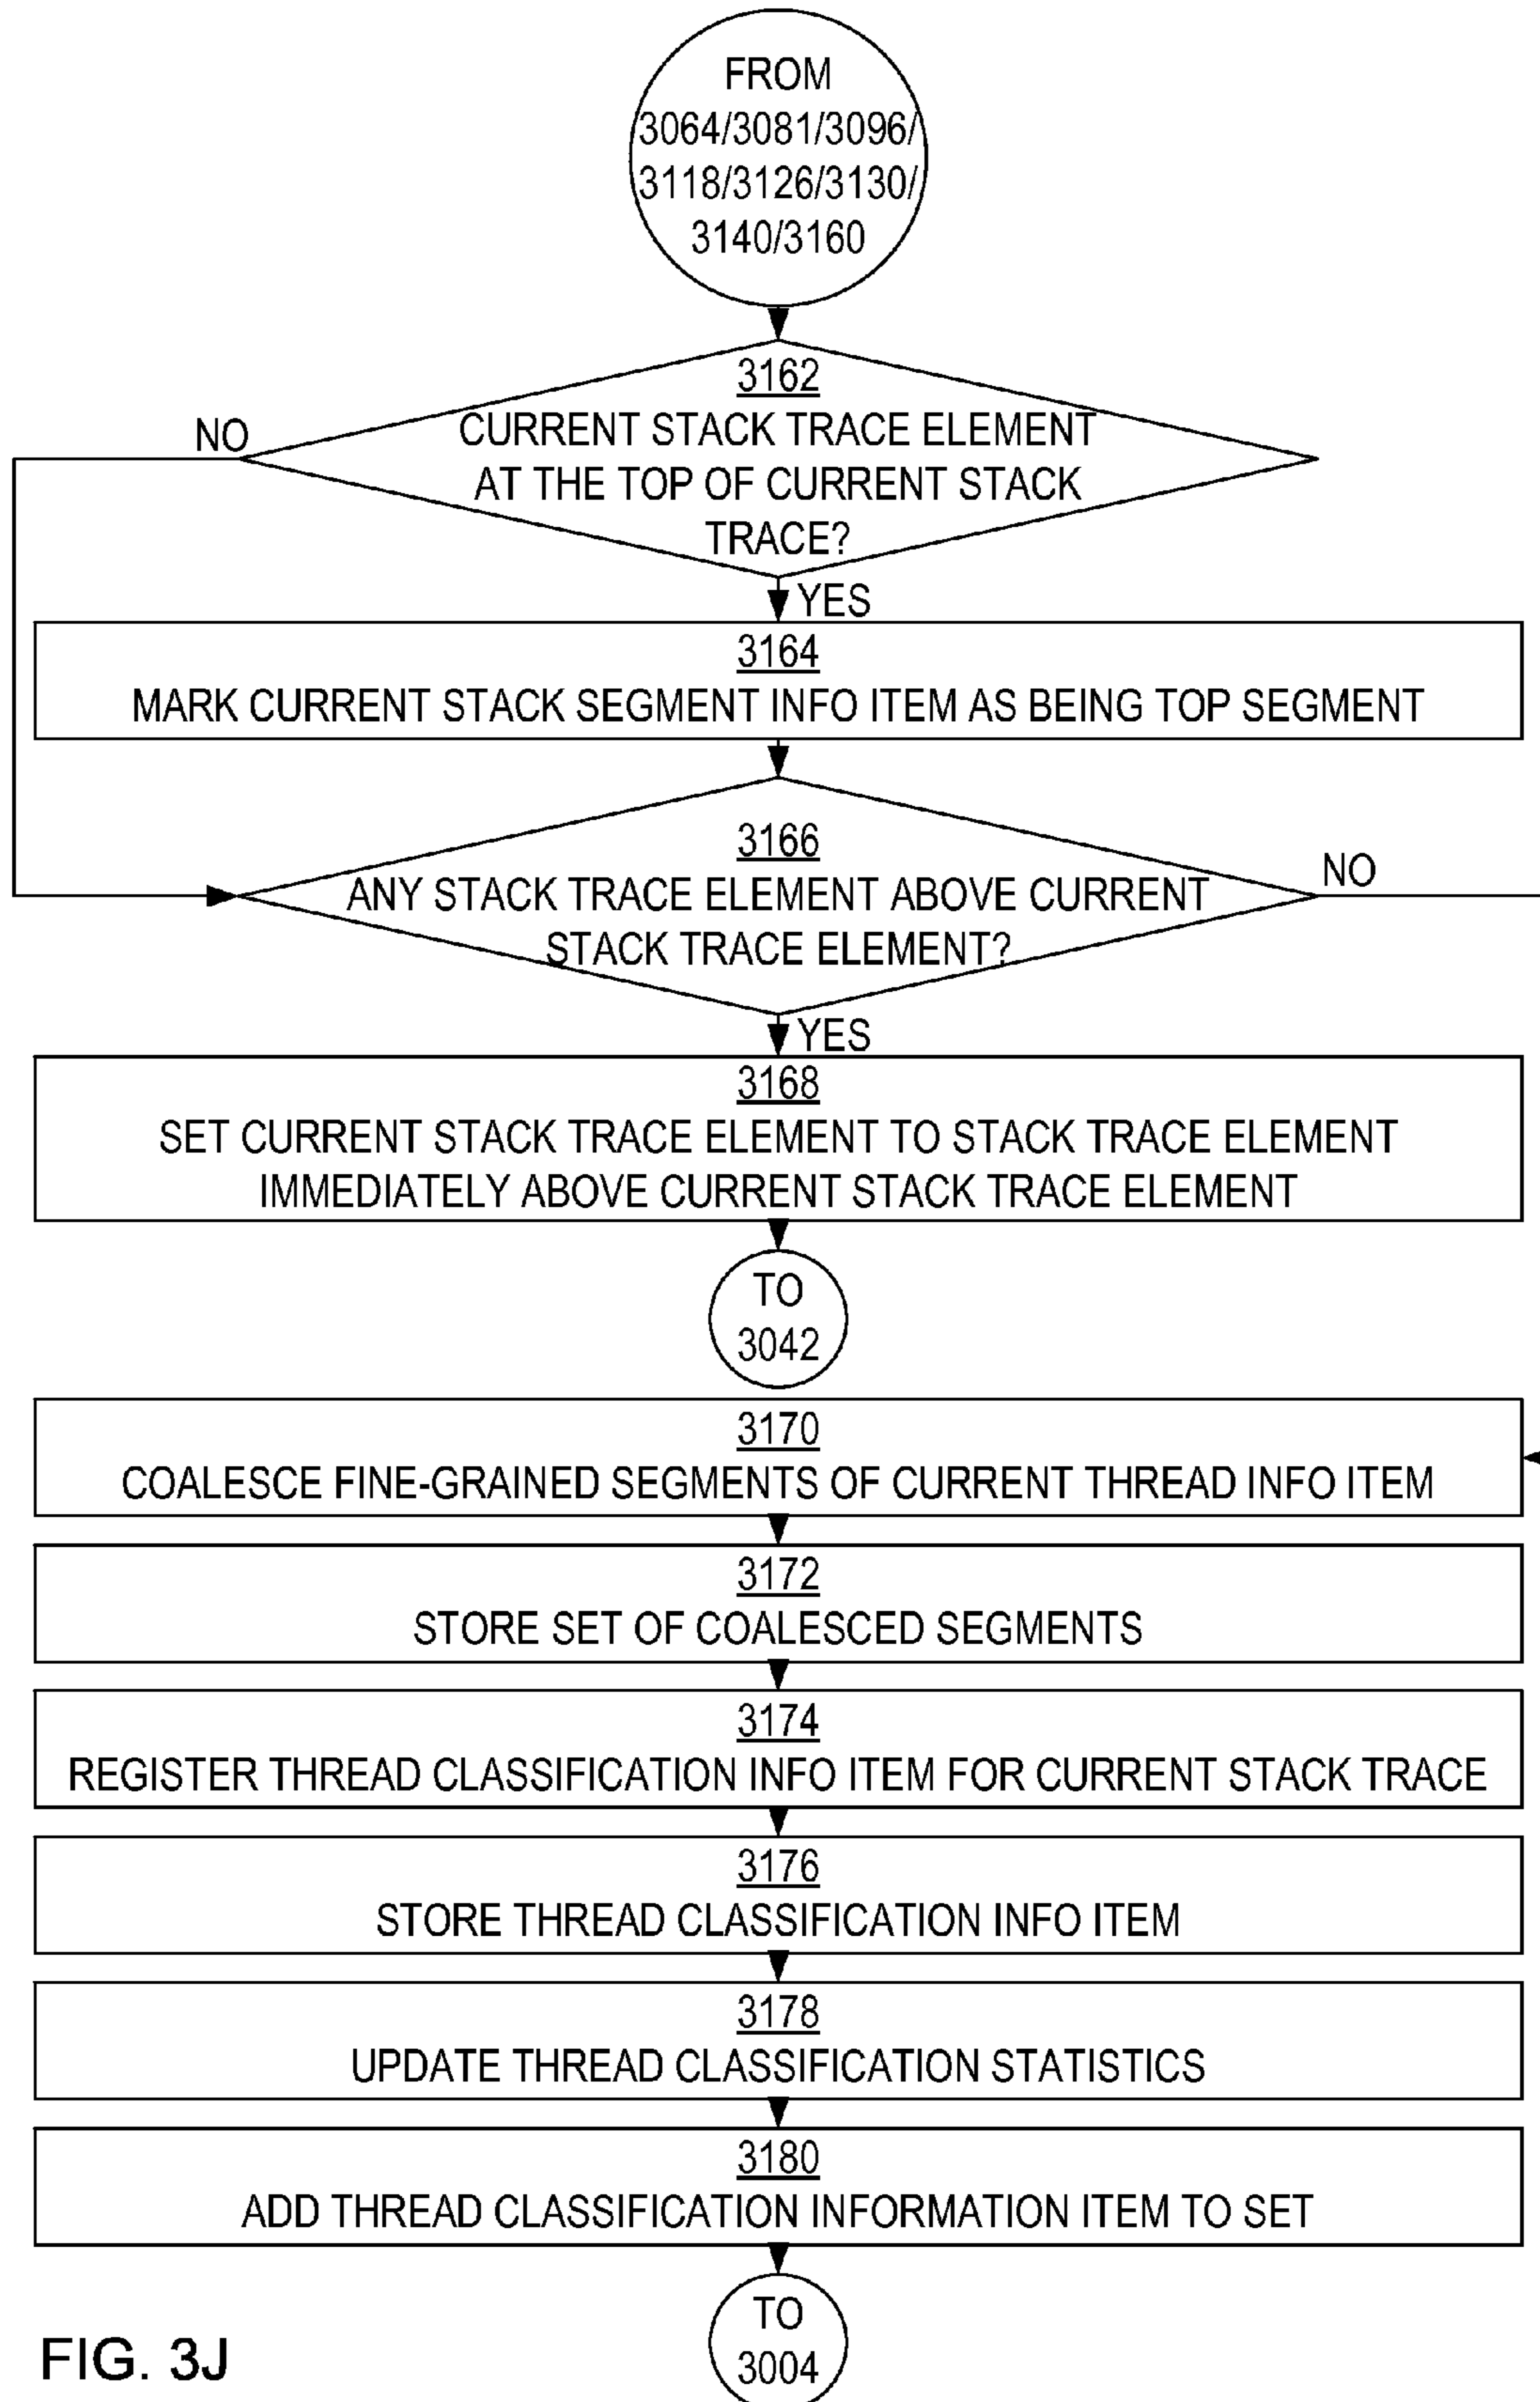 FROM
3064/3081/3096/
3118/3126/3130/
3140/3160
3162
CURRENT STACK TRACE ELEMENT
AT THE TOP OF CURRENT STACK
TRACE?
NO
YES
3164
MARK CURRENT STACK SEGMENT INFO ITEM AS BEING TOP SEGMENT
3166
ANY STACK TRACE ELEMENT ABOVE CURRENT
STACK TRACE ELEMENT?
NO
YES
3168
SET CURRENT STACK TRACE ELEMENT TO STACK TRACE ELEMENT
IMMEDIATELY ABOVE CURRENT STACK TRACE ELEMENT
TO
3042
3170
COALESCE FINE-GRAINED SEGMENTS OF CURRENT THREAD INFO ITEM
3172
STORE SET OF COALESCED SEGMENTS
3174
REGISTER THREAD CLASSIFICATION INFO ITEM FOR CURRENT STACK TRACE
3176
STORE THREAD CLASSIFICATION INFO ITEM
3178
UPDATE THREAD CLASSIFICATION STATISTICS
3180
ADD THREAD CLASSIFICATION INFORMATION ITEM TO SET
TO
3004
FIG. 3J